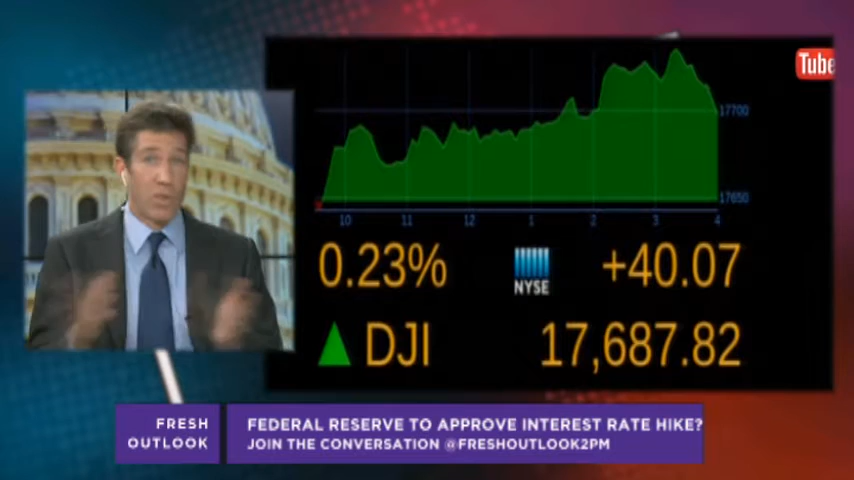 Tube
17700
17650
10 11 12 1 2 3 4
0.23% NYSE +40.07
DJI 17,687.82
FRESH OUTLOOK
FEDERAL RESERVE TO APPROVE INTEREST RATE HIKE?
JOIN THE CONVERSATION @FRESHOUTLOOK2PM